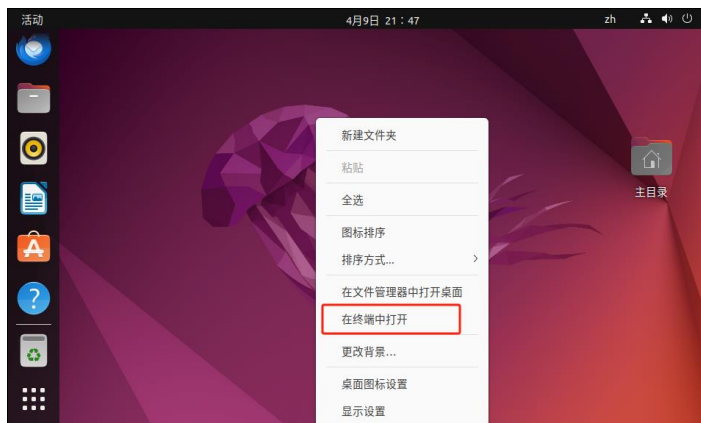 活动
4月9日 21：47
zh
新建文件夹
粘贴
全选
图标排序
排序方式...
在文件管理器中打开桌面
在终端中打开
更改背景...
桌面图标设置
显示设置
主目录